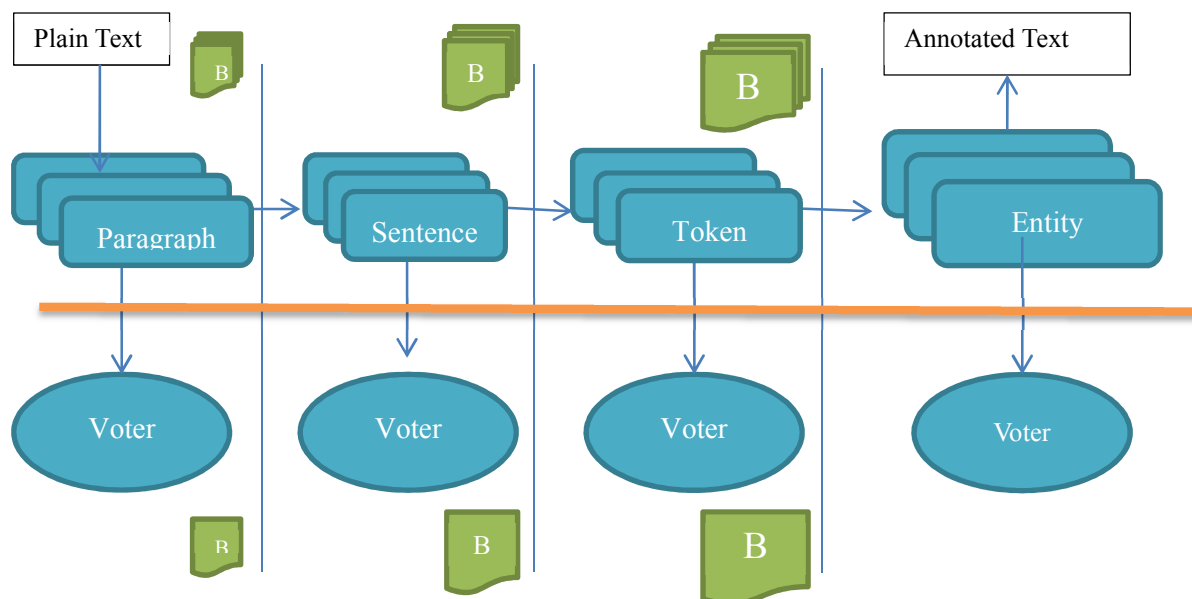 Plain Text
B
B
B
Annotated Text
Paragraph
Sentence
Token
Entity
Voter
Voter
Voter
Voter
B
B
B